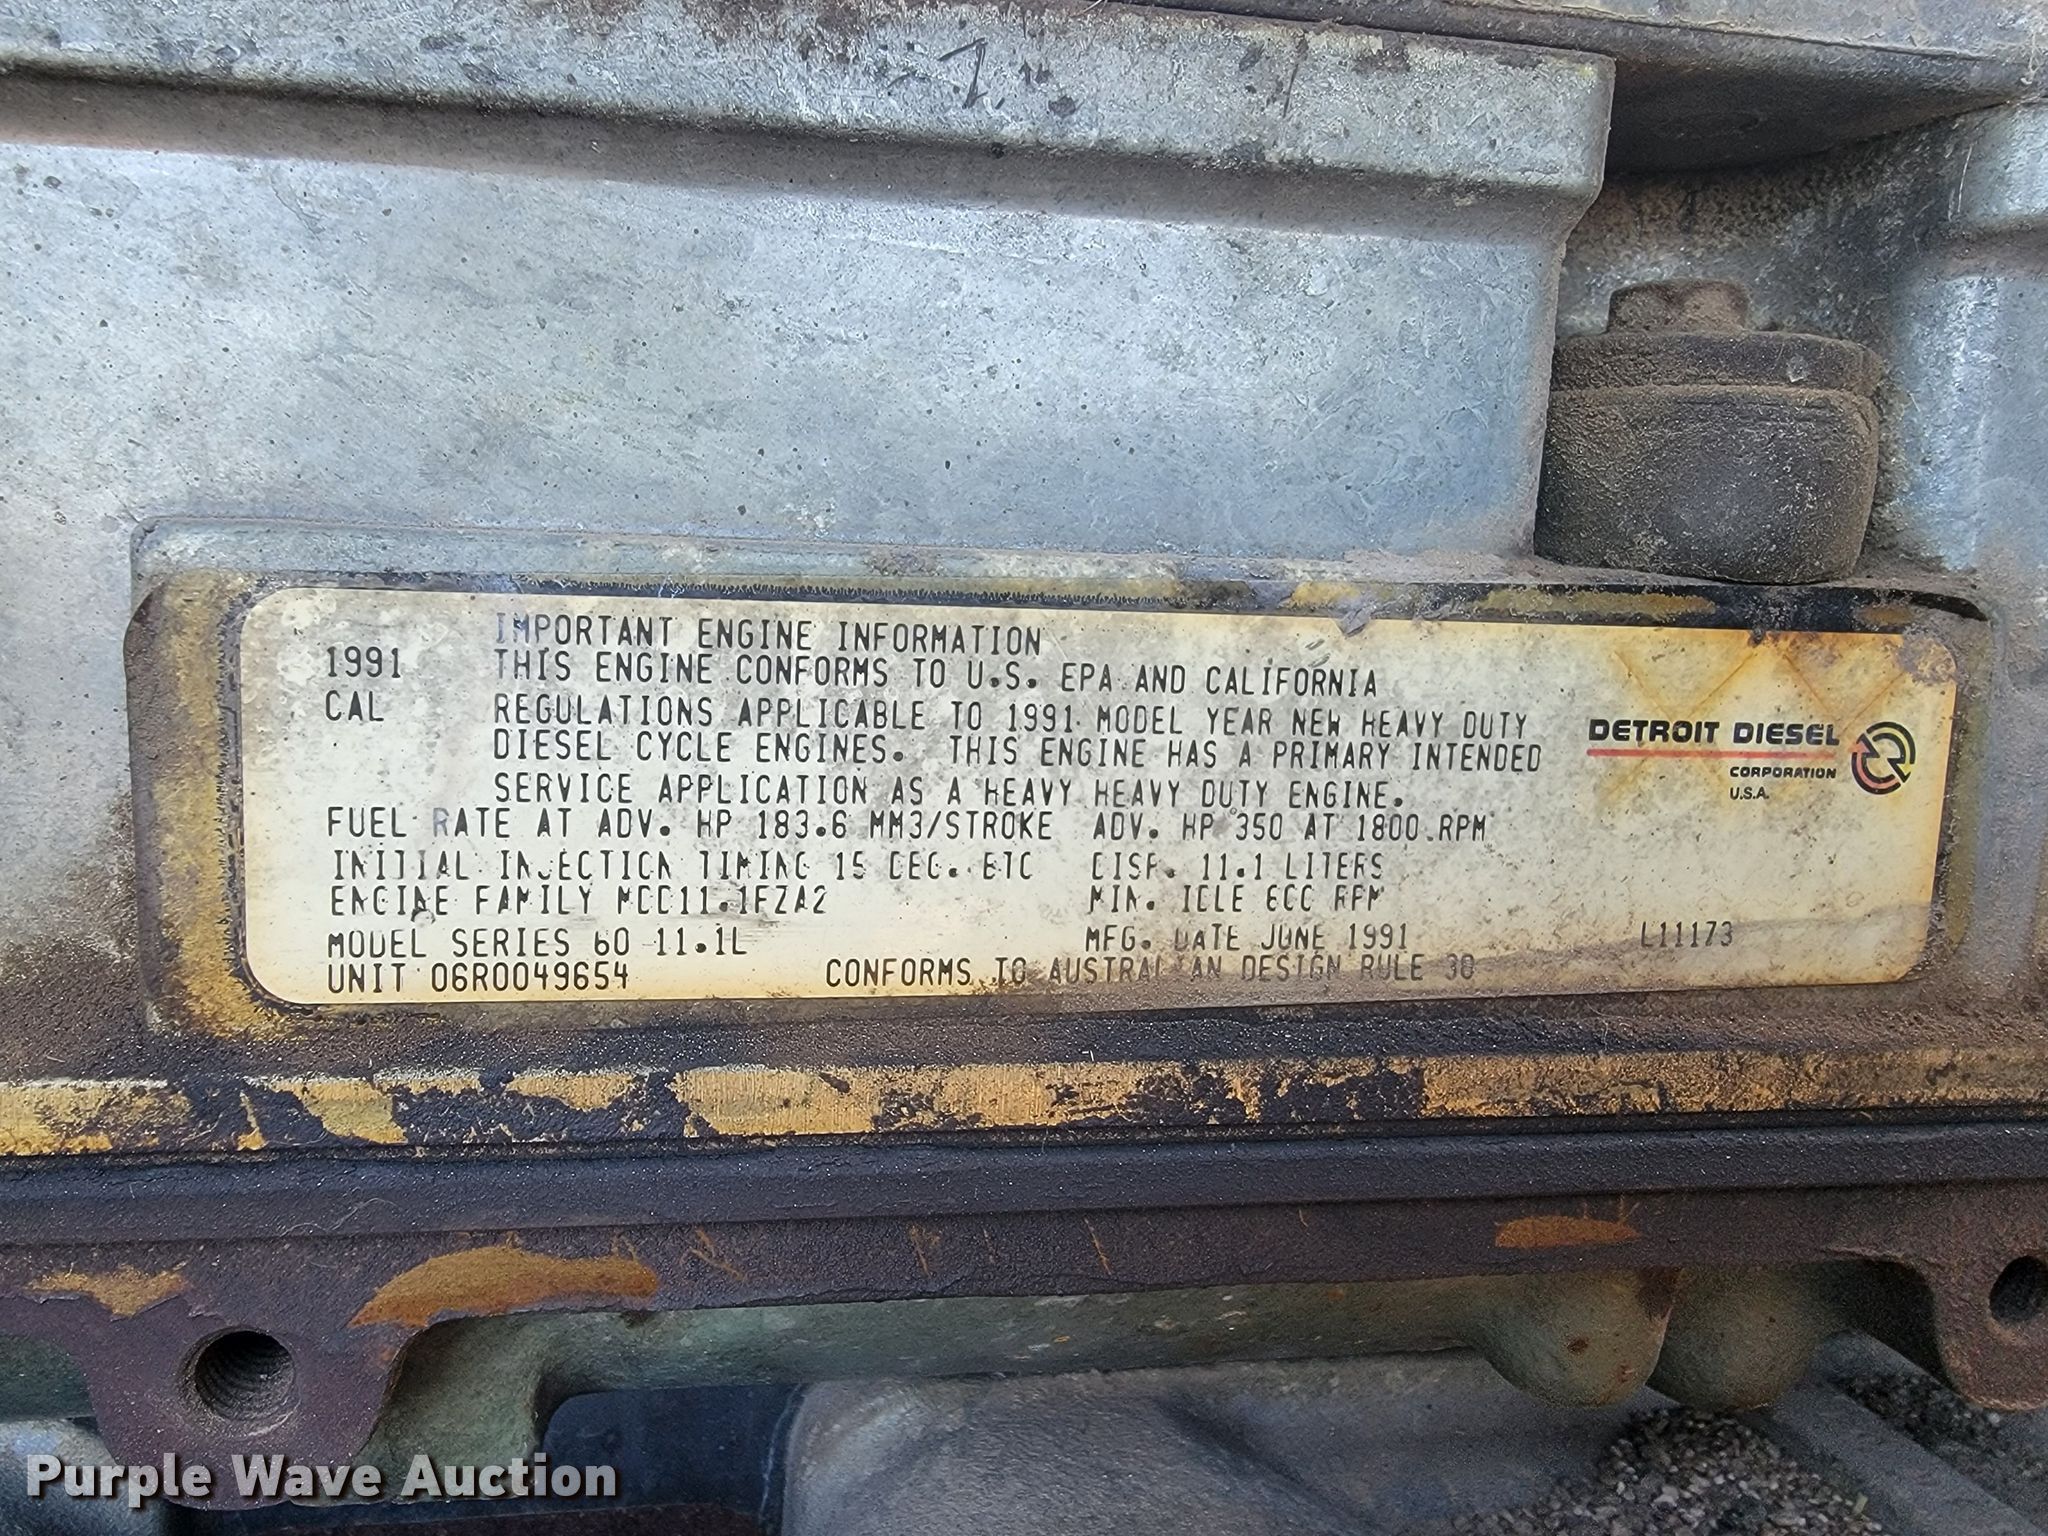 IMPORTANT ENGINE INFORMATION
1991 THIS ENGINE CONFORMS TO U.S. EPA AND CALIFORNIA
CAL REGULATIONS APPLICABLE TO 1991 MODEL YEAR NEW HEAVY DUTY
DIESEL CYCLE ENGINES. THIS ENGINE HAS A PRIMARY INTENDED
SERVICE APPLICATION AS A HEAVY HEAVY DUTY ENGINE.
FUEL RATE AT ADV. HP 183.6 MM3/STROKE ADV. HP 350 AT 1800 RPM
INITIAL INJECTION TIMING 15 DEG. BTC DISP. 11.1 LITERS
ENGINE FAMILY MDD11.1FZA2 MIN. IDLE 600 RPM
MODEL SERIES 60 11.1L MFG. DATE JUNE 1991 L11173
UNIT 06R0049654 CONFORMS TO AUSTRALIAN DESIGN RULE 30
DETROIT DIESEL
CORPORATION
U.S.A.
Purple Wave Auction